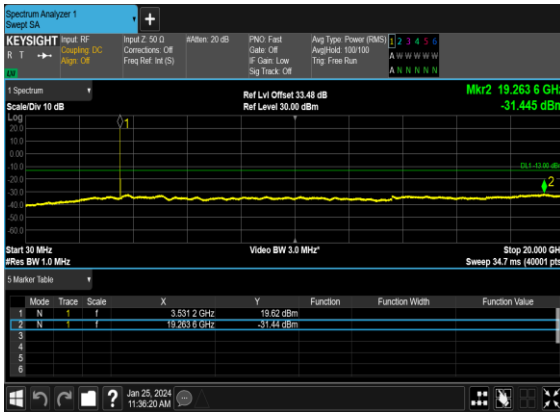 Spectrum Analyzer 1
Swept SA
+
KEYSIGHT Input: RF Input Z: 50 Ω #Atten: 20 dB PNO: Fast Avg Type: Power (RMS) 1 2 3 4 5 6
R T Coupling: DC Corrections: Off Gate: Off Avg|Hold: 100/100 A W W W W W
Align: Off Freq Ref: Int (S) IF Gain: Low Trig: Free Run
Sig Track: Off A N N N N N
1 Spectrum Ref Lvl Offset 33.48 dB Mkr2 19.263 6 GHz
Scale/Div 10 dB Ref Level 30.00 dBm -31.445 dBm
Log
20.0
10.0
0.00
-10.0
DL1 -13.00 dBm
-20.0
-30.0
-40.0
-50.0
-60.0
1
2
Start 30 MHz Video BW 3.0 MHz* Stop 20.000 GH
#Res BW 1.0 MHz Sweep 34.7 ms (40001 pts
5 Marker Table
Mode Trace Scale X Y Function Function Width Function Value
1 N 1 f 3.531 2 GHz 19.62 dBm
2 N 1 f 19.263 6 GHz -31.44 dBm
3
4
5
6
? Jan 25, 2024
11:36:20 AM